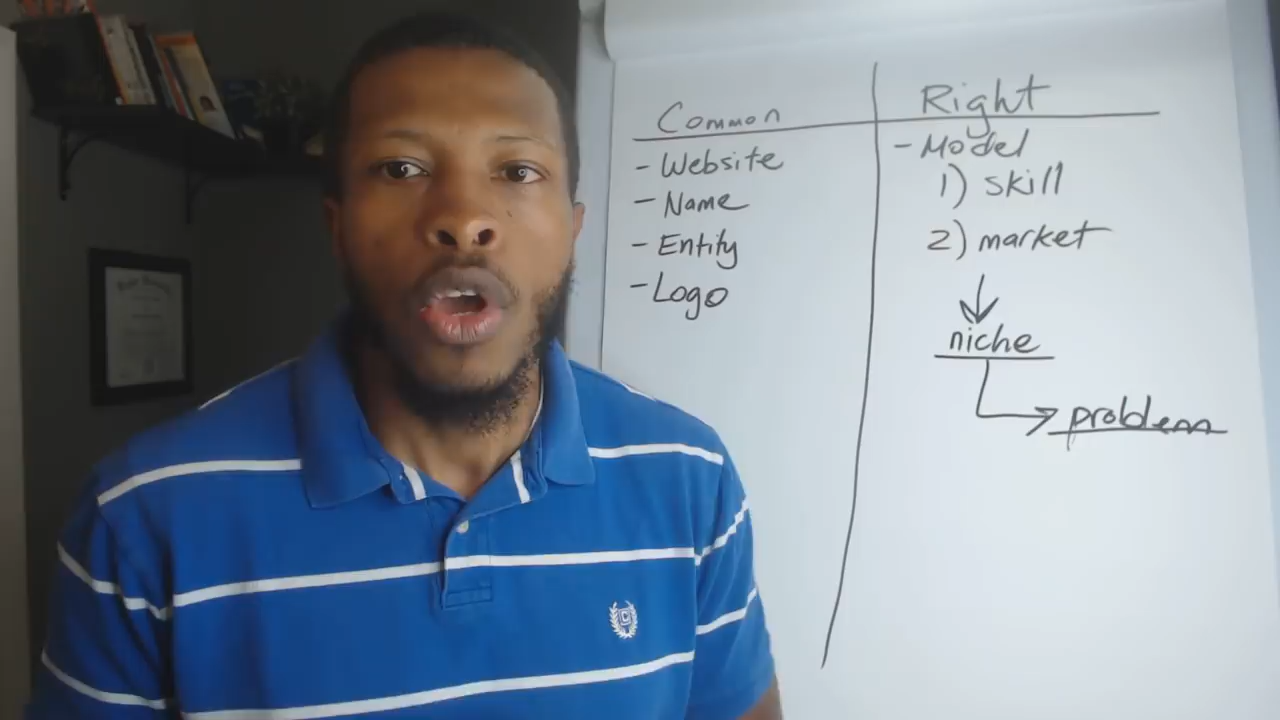 Common
- Website
- Name
- Entity
- Logo
Right
- Model
1) skill
2) market
niche
problem